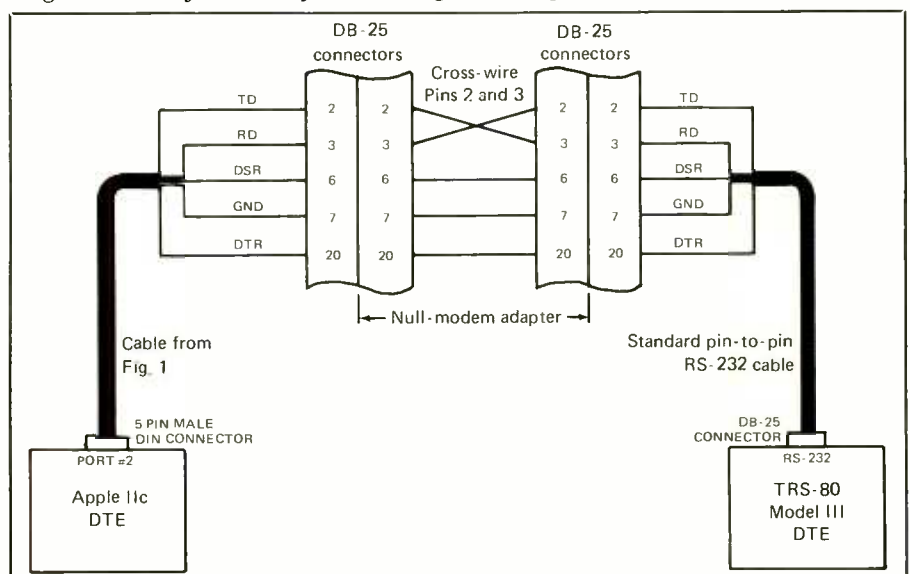 DB-25
connectors
DB-25
connectors
Cross-wire
Pins 2 and 3
TD 2 2 2 2 TD
RD 3 3 3 3 RD
DSR 6 6 6 6 DSR
GND 7 7 7 7 GND
DTR 20 20 20 20 DTR
Null-modem adapter
Cable from
Fig. 1
Standard pin-to-pin
RS-232 cable
5 PIN MALE
DIN CONNECTOR
DB-25
CONNECTOR
PORT #2
Apple IIc
DTE
RS-232
TRS-80
Model III
DTE